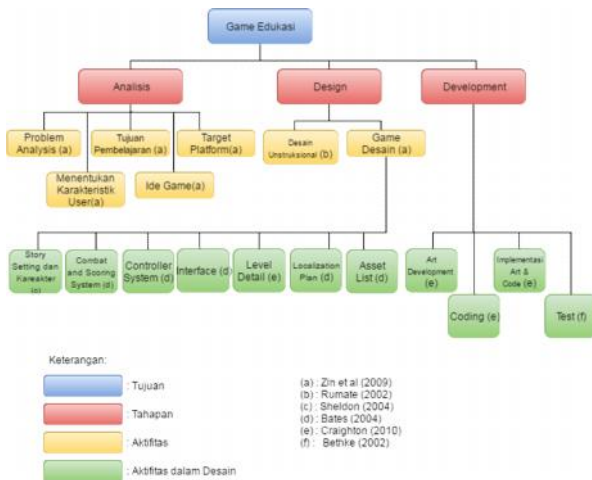 Game Edukasi
Analisis
Design
Development
Problem
Analysis (a)
Tujuan
Pembelajaran (a)
Target
Platform(a)
Menentukan
Karakteristik
User(a)
Ide Game(a)
Desain
Unstruksional (b)
Game
Desain (a)
Story
Setting dan
Kareakter
(c)
Combat
and Scoring
System (d)
Controller
System (d)
Interface (d)
Level
Detail (e)
Localization
Plan (d)
Asset
List (d)
Art
Development
(e)
Coding (e)
Implementasi
Art &
Code (e)
Test (f)
Keterangan:
: Tujuan
: Tahapan
: Aktifitas
: Aktifitas dalam Desain
(a) : Zin et al (2009)
(b) : Rumate (2002)
(c) : Sheldon (2004)
(d) : Bates (2004)
(e) : Craighton (2010)
(f) : Bethke (2002)